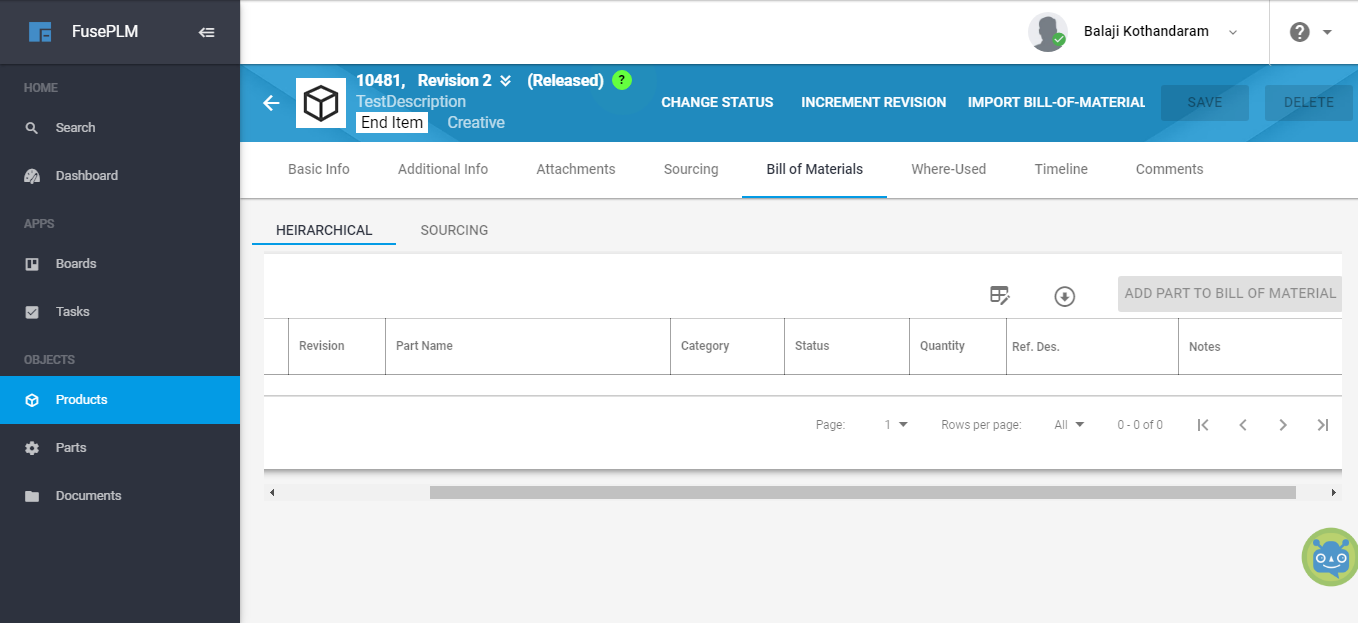 FusePLM
Balaji Kothandaram
?
HOME
Search
Dashboard
APPS
Boards
Tasks
OBJECTS
Products
Parts
Documents
10481, Revision 2 (Released) ?
TestDescription
End Item Creative
CHANGE STATUS INCREMENT REVISION IMPORT BILL-OF-MATERIAL SAVE DELETE
Basic Info Additional Info Attachments Sourcing Bill of Materials Where-Used Timeline Comments
HEIRARCHICAL SOURCING
ADD PART TO BILL OF MATERIAL
Revision Part Name Category Status Quantity Ref. Des. Notes
Page: 1 Rows per page: All 0 - 0 of 0